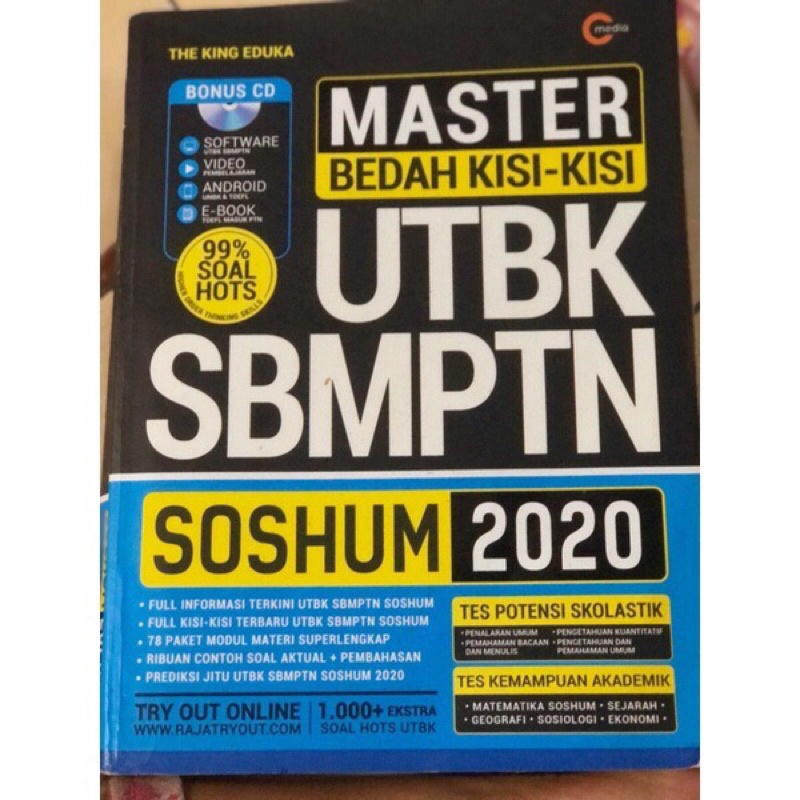 THE KING EDUKA
C media
BONUS CD
SOFTWARE
UTBK SBMPTN
VIDEO
PEMBELAJARAN
ANDROID
UNBK & TOEFL
E-BOOK
TOEFL MASUK PTN
99%
SOAL
HOTS
HIGHER ORDER THINKING SKILLS
MASTER
BEDAH KISI-KISI
UTBK
SBMPTN
SOSHUM 2020
• FULL INFORMASI TERKINI UTBK SBMPTN SOSHUM
• FULL KISI-KISI TERBARU UTBK SBMPTN SOSHUM
• 78 PAKET MODUL MATERI SUPERLENGKAP
• RIBUAN CONTOH SOAL AKTUAL + PEMBAHASAN
• PREDIKSI JITU UTBK SBMPTN SOSHUM 2020
TRY OUT ONLINE
WWW.RAJATRYOUT.COM
1.000+ EKSTRA
SOAL HOTS UTBK
TES POTENSI SKOLASTIK
• PENALARAN UMUM
• PEMAHAMAN BACAAN
DAN MENULIS
• PENGETAHUAN KUANTITATIF
• PENGETAHUAN DAN
PEMAHAMAN UMUM
TES KEMAMPUAN AKADEMIK
• MATEMATIKA SOSHUM • SEJARAH •
• GEOGRAFI • SOSIOLOGI • EKONOMI •